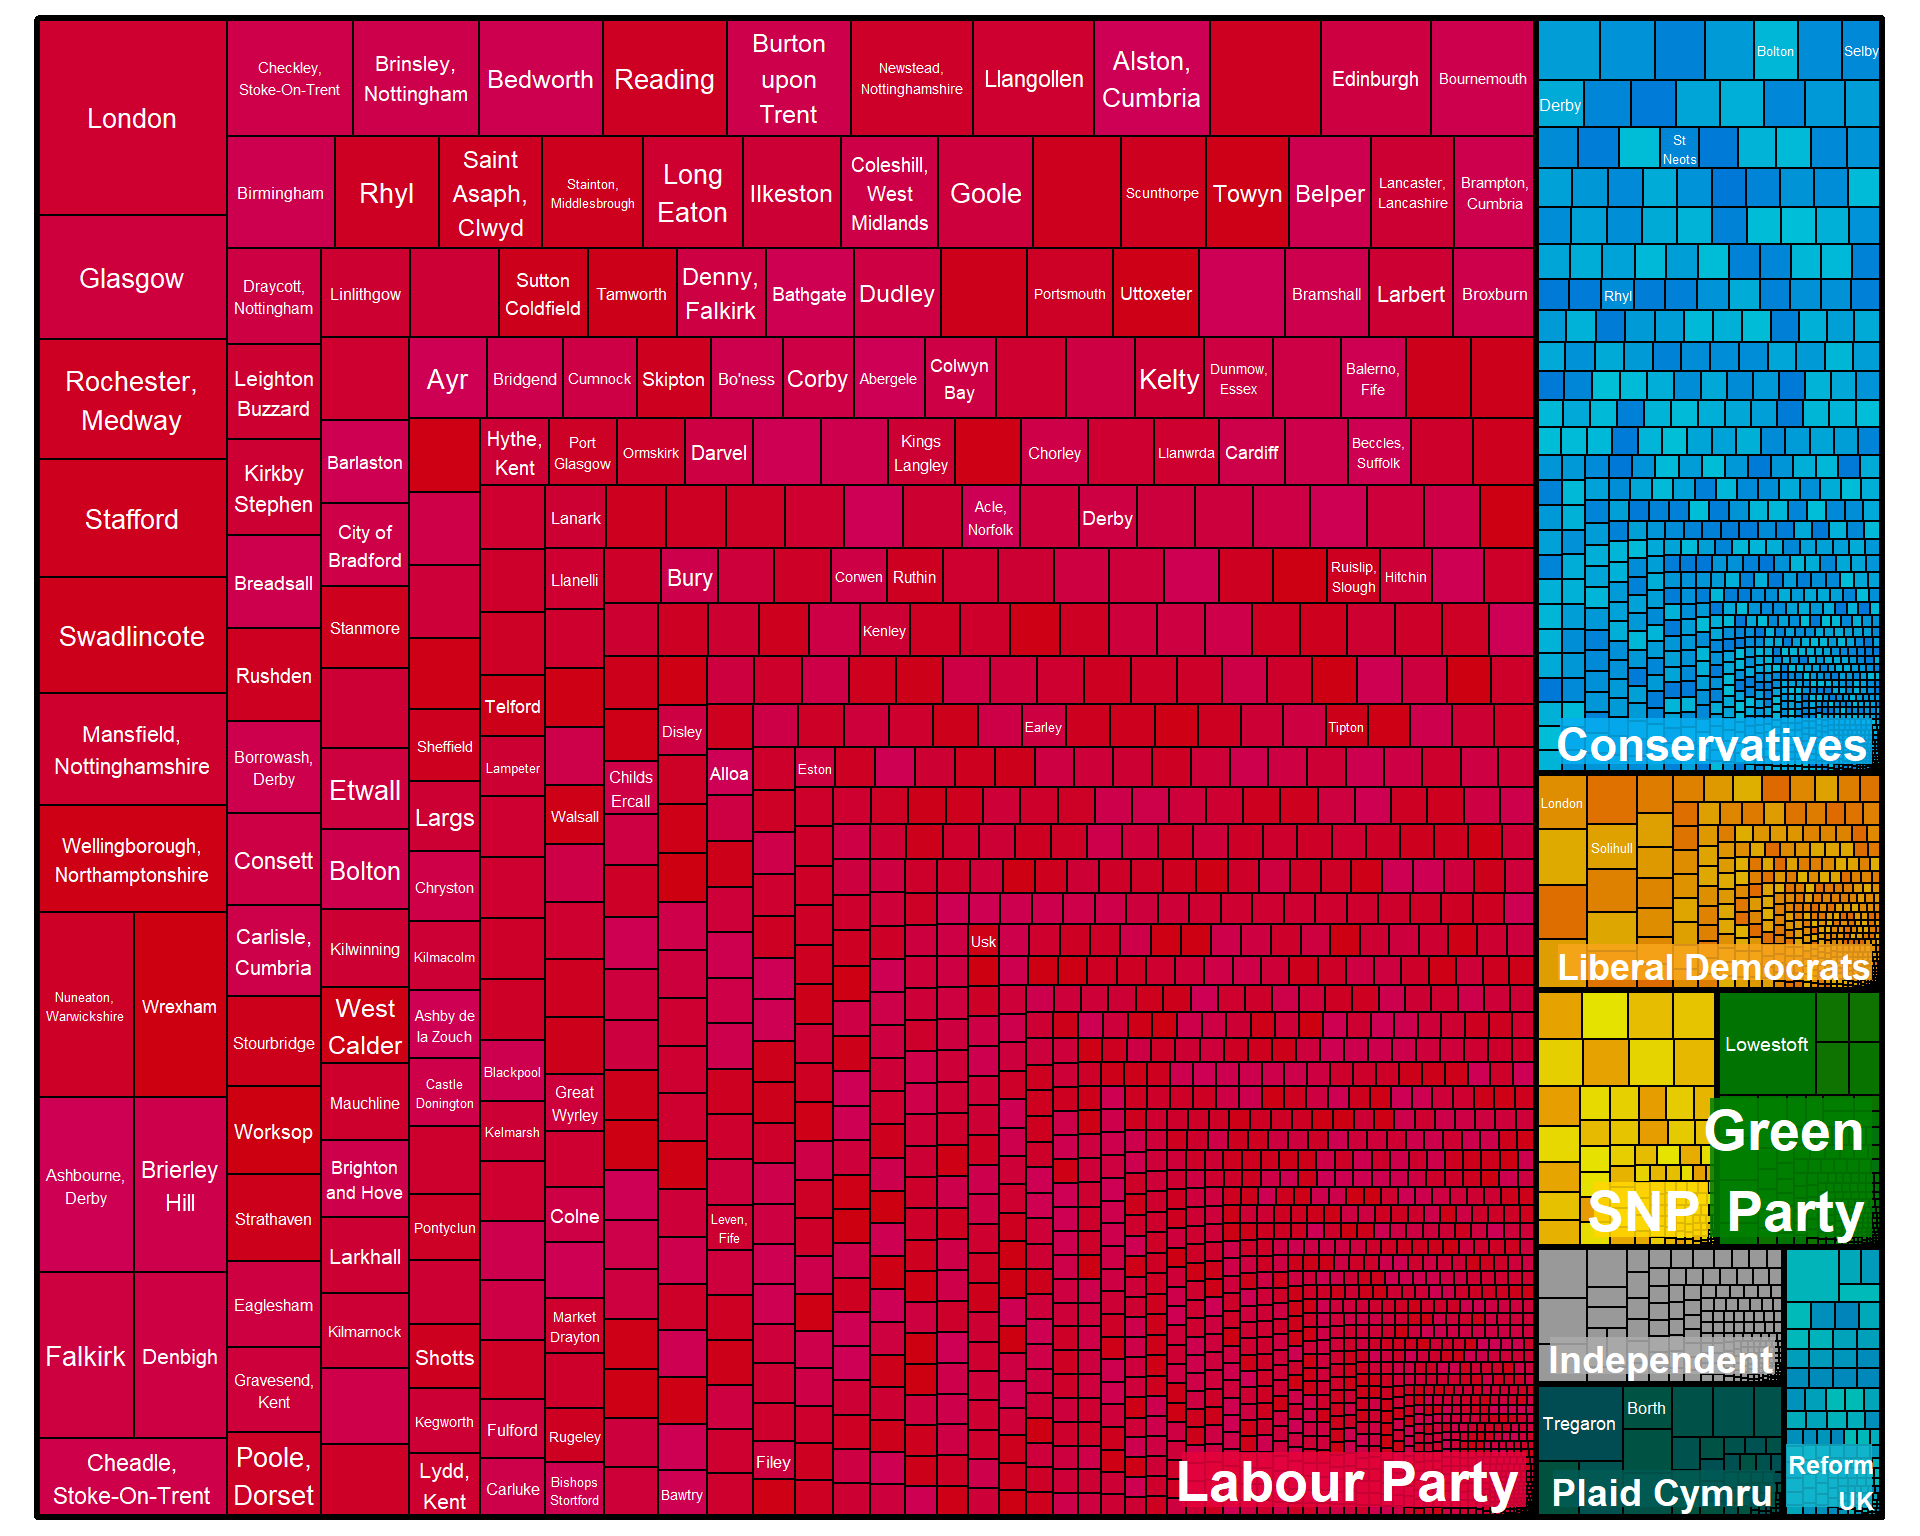 London
Glasgow
Rochester,
Medway
Stafford
Swadlincote
Mansfield,
Nottinghamshire
Wellingborough,
Northamptonshire
Nuneaton,
Warwickshire
Wrexham
Ashbourne,
Derby
Brierley
Hill
Falkirk
Denbigh
Cheadle,
Stoke-On-Trent
Checkley,
Stoke-On-Trent
Brinsley,
Nottingham
Bedworth
Reading
Burton
upon
Trent
Newstead,
Nottinghamshire
Llangollen
Alston,
Cumbria
Edinburgh
Bournemouth
Birmingham
Rhyl
Saint
Asaph,
Clwyd
Stainton,
Middlesbrough
Long
Eaton
Ilkeston
Coleshill,
West
Midlands
Goole
Scunthorpe
Towyn
Belper
Lancaster,
Lancashire
Brampton,
Cumbria
Draycott,
Nottingham
Linlithgow
Sutton
Coldfield
Tamworth
Denny,
Falkirk
Bathgate
Dudley
Portsmouth
Uttoxeter
Bramshall
Larbert
Broxburn
Leighton
Buzzard
Ayr
Bridgend
Cumnock
Skipton
Bo'ness
Corby
Abergele
Colwyn
Bay
Kelty
Dunmow,
Essex
Balerno,
Fife
Kirkby
Stephen
Barlaston
Hythe,
Kent
Port
Glasgow
Ormskirk
Darvel
Kings
Langley
Chorley
Llanwrda
Cardiff
Beccles,
Suffolk
City of
Bradford
Lanark
Acle,
Norfolk
Derby
Breadsall
Llanelli
Bury
Corwen
Ruthin
Ruislip,
Slough
Hitchin
Stanmore
Kenley
Rushden
Telford
Disley
Earley
Tipton
Borrowash,
Derby
Sheffield
Lampeter
Etwall
Childs
Ercall
Alloa
Eston
Largs
Walsall
Consett
Bolton
Chryston
Carlisle,
Cumbria
Kilwinning
Kilmacolm
Usk
Stourbridge
West
Calder
Ashby de
la Zouch
Blackpool
Worksop
Mauchline
Castle
Donington
Kelmarsh
Great
Wyrley
Strathaven
Brighton
and Hove
Pontyclun
Colne
Leven,
Fife
Larkhall
Eaglesham
Kilmarnock
Shotts
Market
Drayton
Gravesend,
Kent
Kegworth
Fulford
Rugeley
Filey
Poole,
Dorset
Lydd,
Kent
Carluke
Bishops
Stortford
Bawtry
Labour Party
Bolton
Selby
Derby
St
Neots
Rhyl
Conservatives
London
Solihull
Liberal Democrats
SNP
Lowestoft
Green
Party
Independent
Tregaron
Borth
Plaid Cymru
Reform
UK